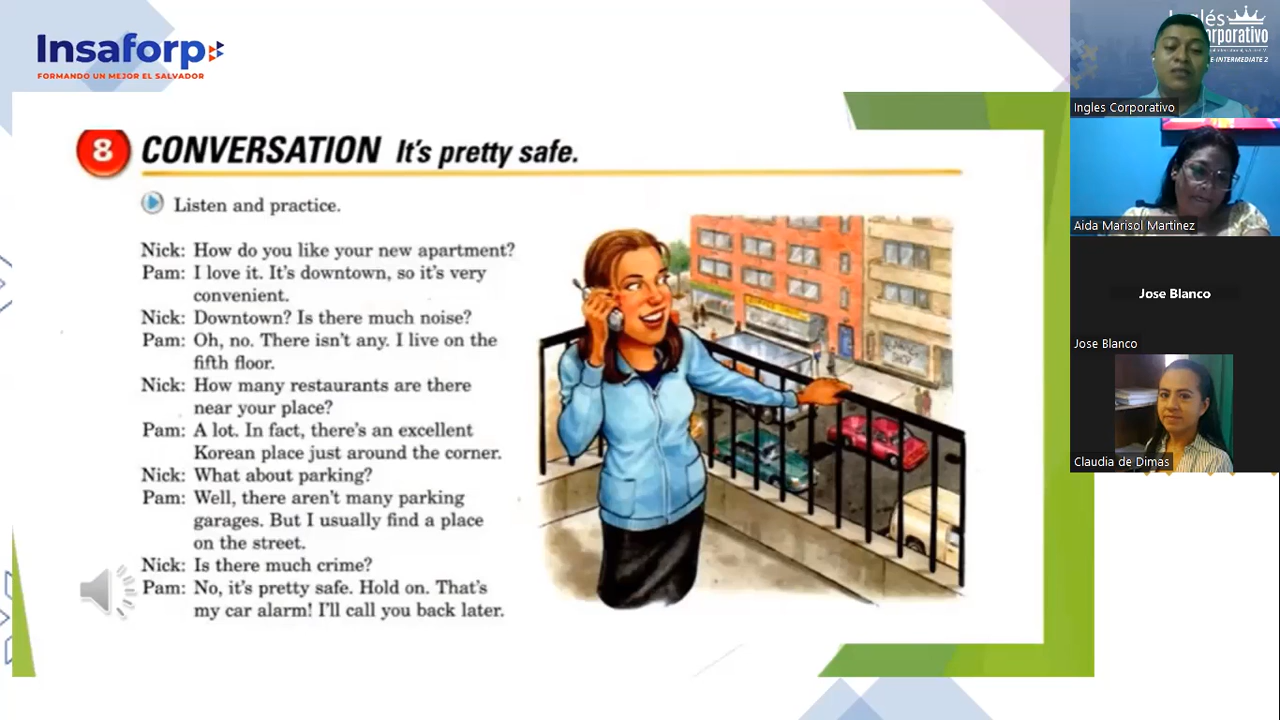 Insaforp
FORMANDO UN MEJOR EL SALVADOR
8 CONVERSATION It's pretty safe.
Listen and practice.
Nick: How do you like your new apartment?
Pam: I love it. It's downtown, so it's very
convenient.
Nick: Downtown? Is there much noise?
Pam: Oh, no. There isn't any. I live on the
fifth floor.
Nick: How many restaurants are there
near your place?
Pam: A lot. In fact, there's an excellent
Korean place just around the corner.
Nick: What about parking?
Pam: Well, there aren't many parking
garages. But I usually find a place
on the street.
Nick: Is there much crime?
Pam: No, it's pretty safe. Hold on. That's
my car alarm! I'll call you back later.
Ingles Corporativo
Aida Marisol Martinez
Jose Blanco
Jose Blanco
Claudia de Dimas